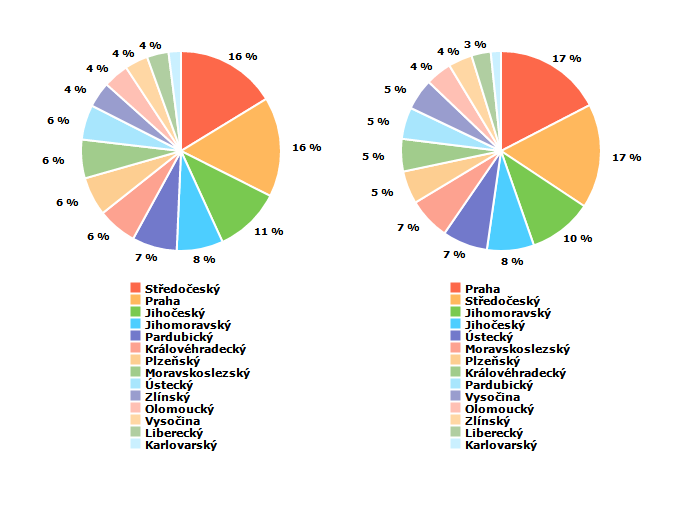 16 %
16 %
11 %
8 %
7 %
6 %
6 %
6 %
6 %
4 %
4 %
4 %
4 %
Středočeský
Praha
Jihočeský
Jihomoravský
Pardubický
Královéhradecký
Plzeňský
Moravskoslezský
Ústecký
Zlínský
Olomoucký
Vysočina
Liberecký
Karlovarský
17 %
17 %
10 %
8 %
7 %
7 %
5 %
5 %
5 %
5 %
4 %
4 %
3 %
Praha
Středočeský
Jihomoravský
Jihočeský
Ústecký
Moravskoslezský
Plzeňský
Královéhradecký
Pardubický
Vysočina
Olomoucký
Zlínský
Liberecký
Karlovarský